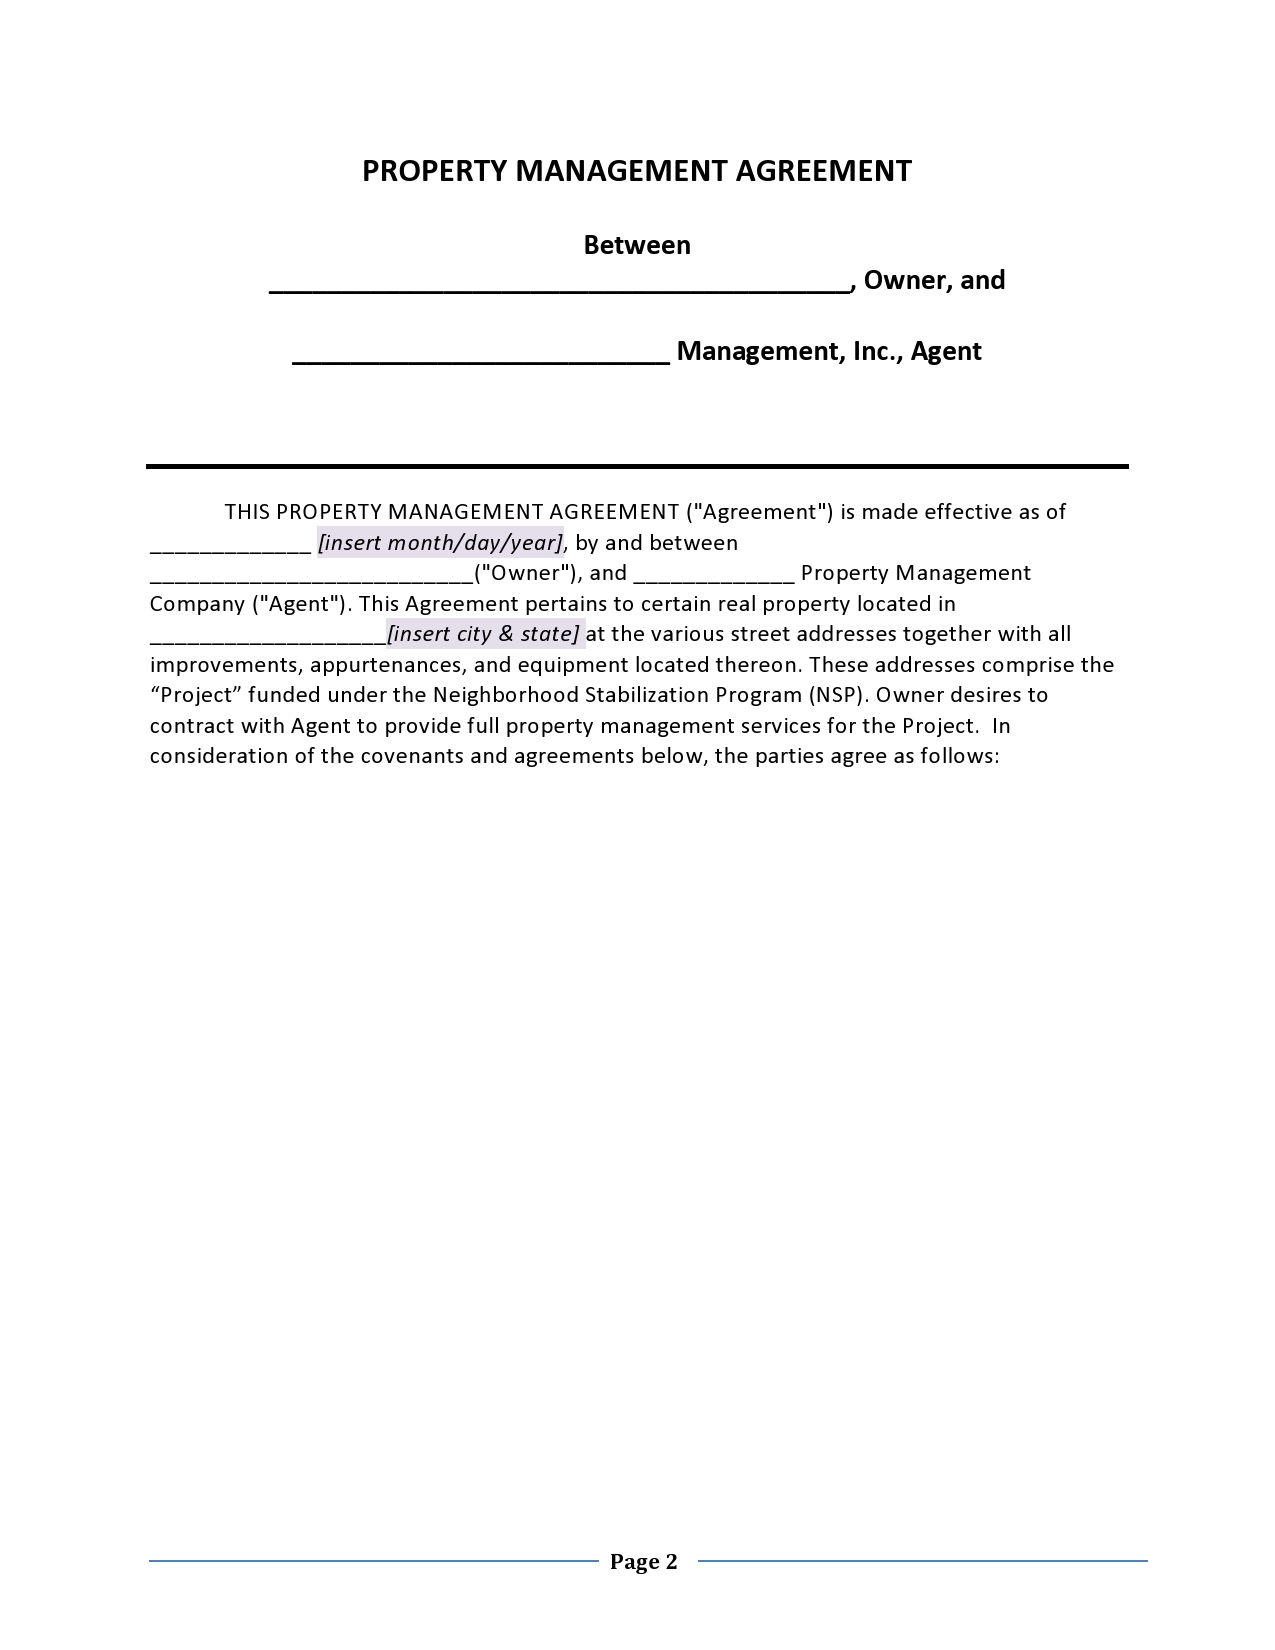 PROPERTY MANAGEMENT AGREEMENT
Between
________________________________________, Owner, and
__________________________ Management, Inc., Agent
THIS PROPERTY MANAGEMENT AGREEMENT ("Agreement") is made effective as of
_____________ [insert month/day/year], by and between
__________________________("Owner"), and _____________ Property Management
Company ("Agent"). This Agreement pertains to certain real property located in
___________________[insert city & state] at the various street addresses together with all
improvements, appurtenances, and equipment located thereon. These addresses comprise the
“Project” funded under the Neighborhood Stabilization Program (NSP). Owner desires to
contract with Agent to provide full property management services for the Project.  In
consideration of the covenants and agreements below, the parties agree as follows:
Page 2